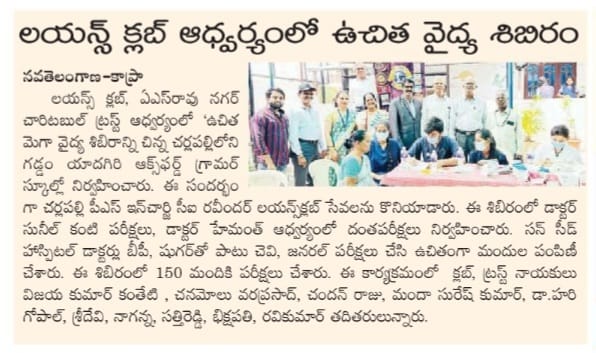 లయన్స్ క్లబ్ ఆధ్వర్యంలో ఉచిత వైద్య శిబిరం
నవతెలంగాణ-కాప్రా
లయన్స్ క్లబ్, ఏఎస్‌రావు నగర్
చారిటబుల్ ట్రస్ట్ ఆధ్వర్యంలో 'ఉచిత
మెగా వైద్య శిబిరాన్ని చిన్న చర్లపల్లిలోని
గడ్డం యాదగిరి ఆక్స్‌ఫర్డ్ గ్రామర్
స్కూల్లో నిర్వహించారు. ఈ సందర్భం
గా చర్లపల్లి పీఎస్ ఇన్‌చార్జి సీఐ రవీందర్ లయన్స్‌క్లబ్ సేవలను కొనియాడారు. ఈ శిబిరంలో డాక్టర్
సునీల్ కంటి పరీక్షలు, డాక్టర్ హేమంత్ ఆధ్వర్యంలో దంతపరీక్షలు నిర్వహించారు. సన్ సీడ్
హాస్పిటల్ డాక్టర్లు బీపీ, షుగర్‌తో పాటు చెవి, జనరల్ పరీక్షలు చేసి ఉచితంగా మందుల పంపిణీ
చేశారు. ఈ శిబిరంలో 150 మందికి పరీక్షలు చేశారు. ఈ కార్యక్రమంలో క్లబ్, ట్రస్ట్ నాయకులు
విజయ కుమార్ కంతేటి , చనమోలు వరప్రసాద్, చందన్ రాజు, మందా సురేష్ కుమార్, డా.హరి
గోపాల్, శ్రీదేవి, నాగన్న, సత్తిరెడ్డి, భిక్షపతి, రవికుమార్ తదితరులున్నారు.